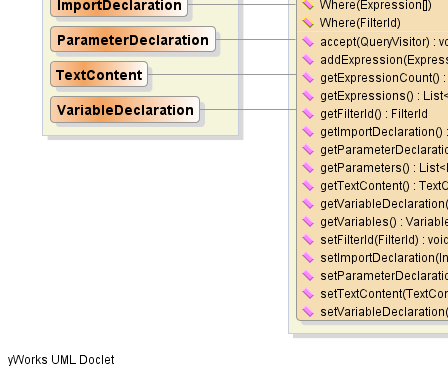 ImportDeclaration
ParameterDeclaration
TextContent
VariableDeclaration
Where(Expression[])
Where(FilterId)
accept(QueryVisitor) : vo
addExpression(Express
getExpressionCount() :
getExpressions() : List<
getFilterId() : FilterId
getImportDeclaration() :
getParameterDeclaratio
getParameters() : List<
getTextContent() : TextC
getVariableDeclaration(
getVariables() : Variable
setFilterId(FilterId) : voic
setImportDeclaration(In
setParameterDeclaratio
setTextContent(TextCor
setVariableDeclaration(
yWorks UML Doclet